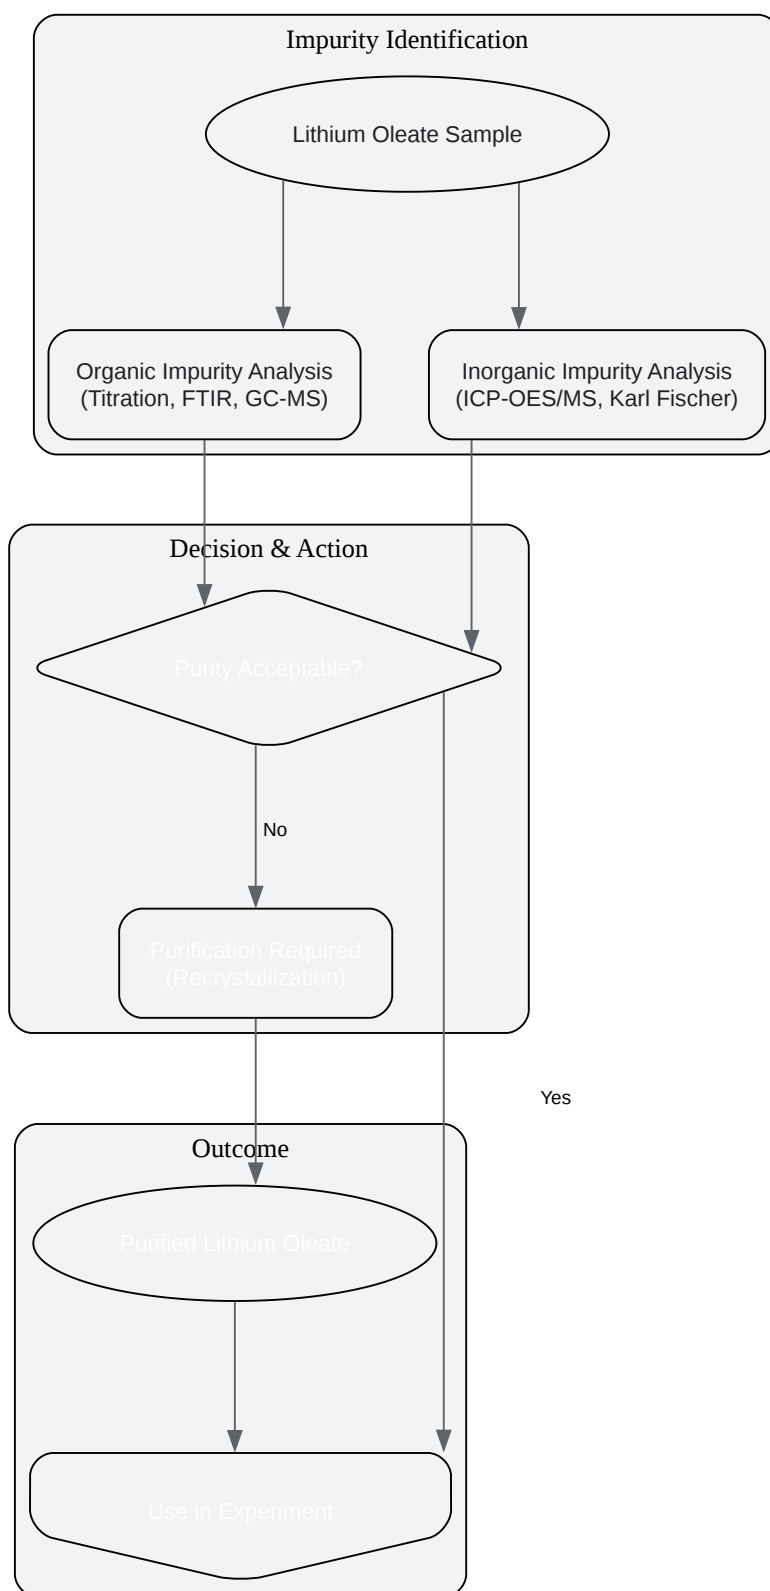 Impurity Identification
Lithium Oleate Sample
Organic Impurity Analysis
(Titration, FTIR, GC-MS)
Inorganic Impurity Analysis
(ICP-OES/MS, Karl Fischer)
Decision & Action
Purity Acceptable?
No
Purification Required
(Recrystallization)
Yes
Outcome
Purified Lithium Oleate
Use in Experiment